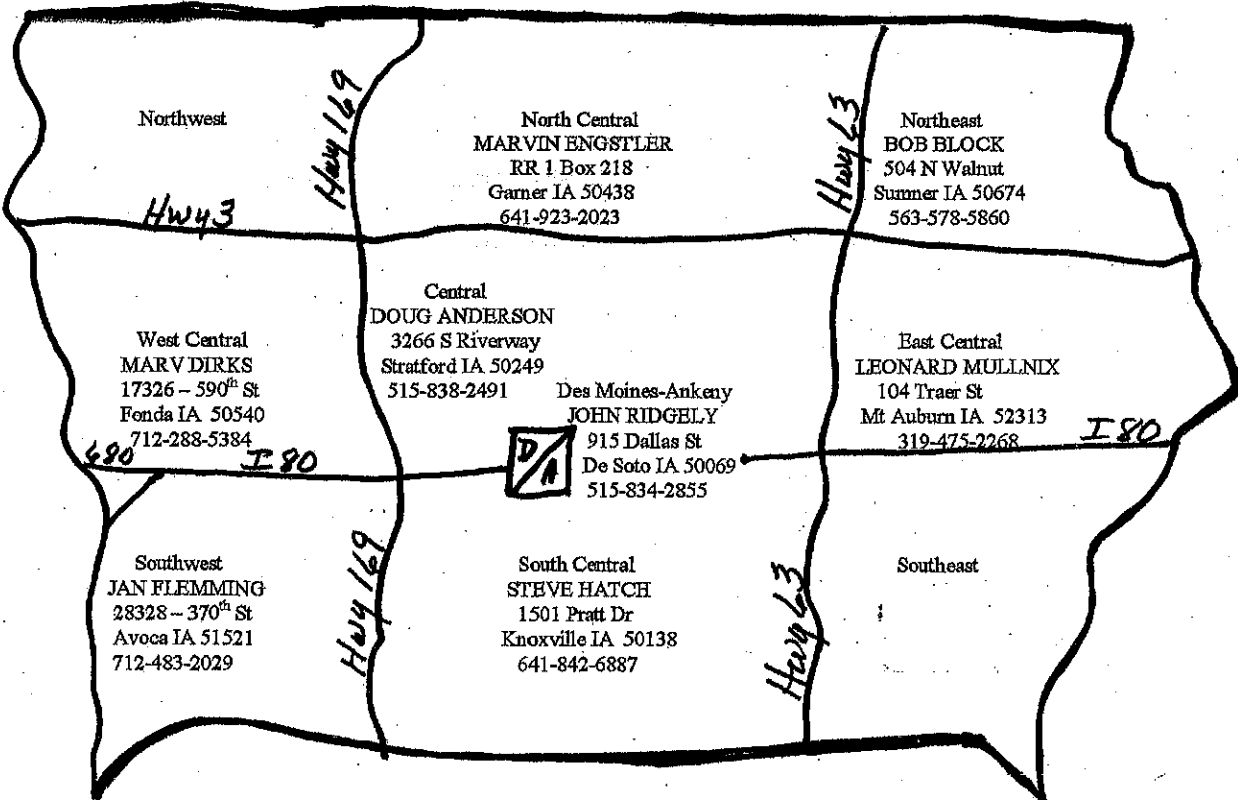 Northwest
Hwy 169
North Central
MARVIN ENGSTLER
RR 1 Box 218
Garner IA 50438
641-923-2023
Hwy 63
Northeast
BOB BLOCK
504 N Walnut
Sumner IA 50674
563-578-5860
Hwy 3
West Central
MARV DIRKS
17326 – 590th St
Fonda IA 50540
712-288-5384
Central
DOUG ANDERSON
3266 S Riverway
Stratford IA 50249
515-838-2491
Des Moines-Ankeny
JOHN RIDGELY
915 Dallas St
De Soto IA 50069
515-834-2855
D/A
East Central
LEONARD MULLNIX
104 Traer St
Mt Auburn IA 52313
319-475-2268
I 80
680
I 80
Southwest
JAN FLEMMING
28328 – 370th St
Avoca IA 51521
712-483-2029
Hwy 169
South Central
STEVE HATCH
1501 Pratt Dr
Knoxville IA 50138
641-842-6887
Hwy 63
Southeast